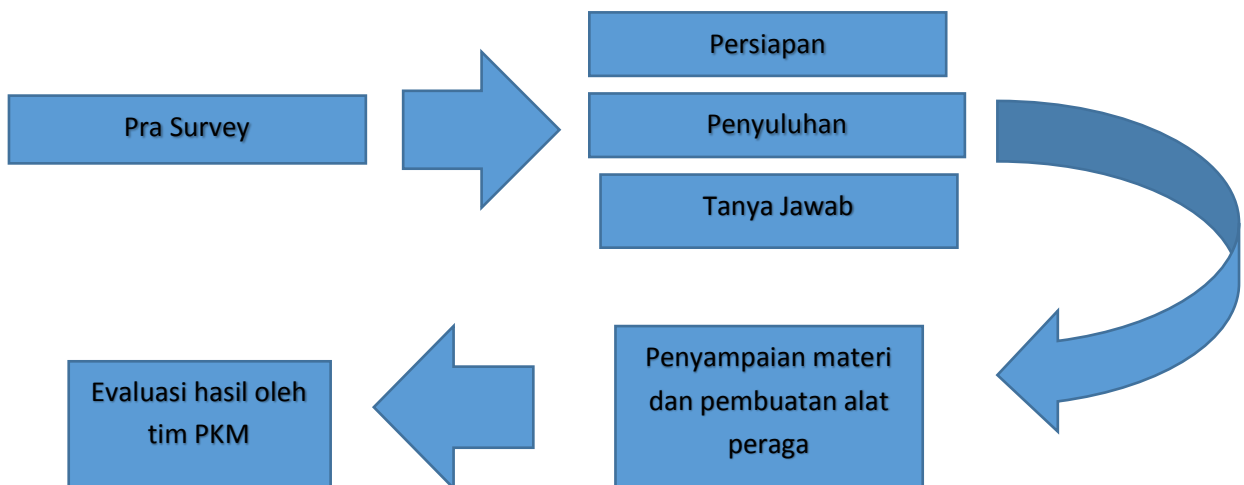 Pra Survey
Persiapan
Penyuluhan
Tanya Jawab
Penyampaian materi
dan pembuatan alat
peraga
Evaluasi hasil oleh
tim PKM